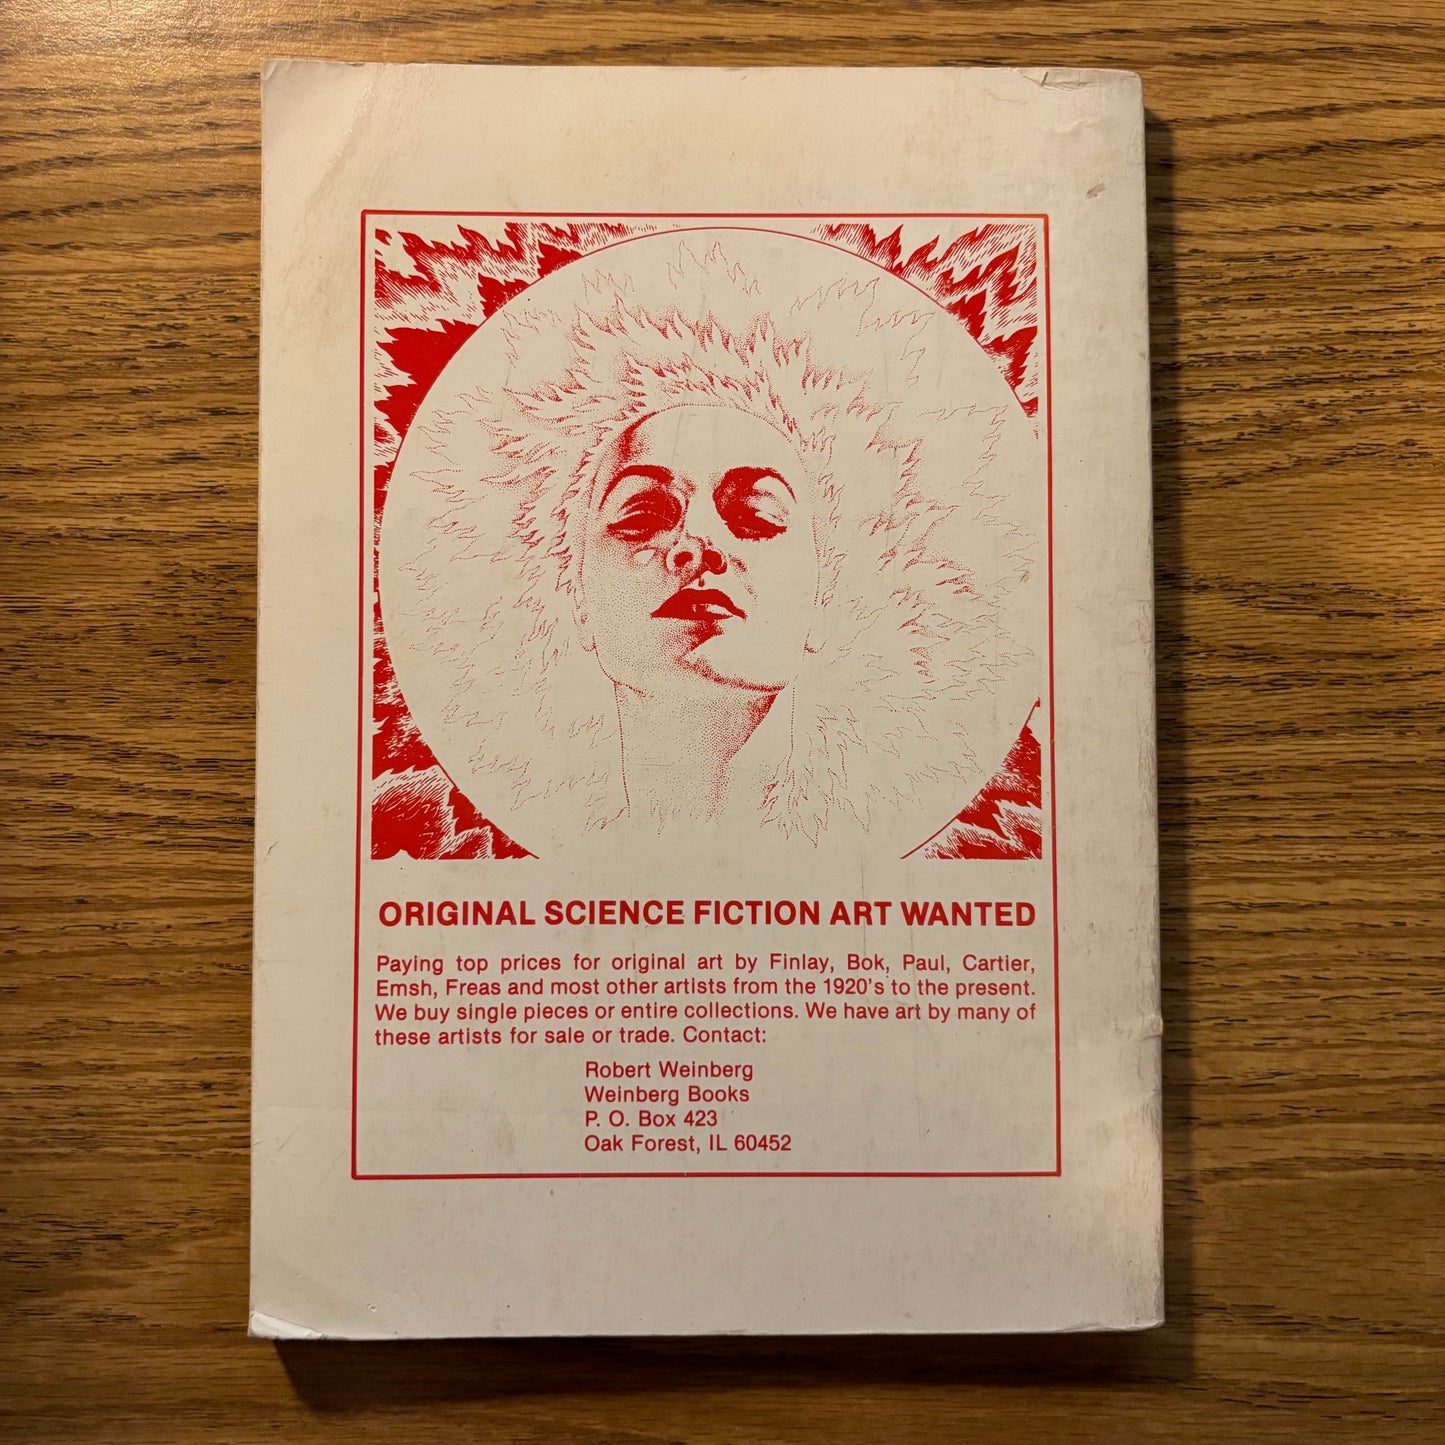 ORIGINAL SCIENCE FICTION ART WANTED
Paying top prices for original art by Finlay, Bok, Paul, Cartier,
Emsh, Freas and most other artists from the 1920's to the present.
We buy single pieces or entire collections. We have art by many of
these artists for sale or trade. Contact:
Robert Weinberg
Weinberg Books
P. O. Box 423
Oak Forest, IL 60452